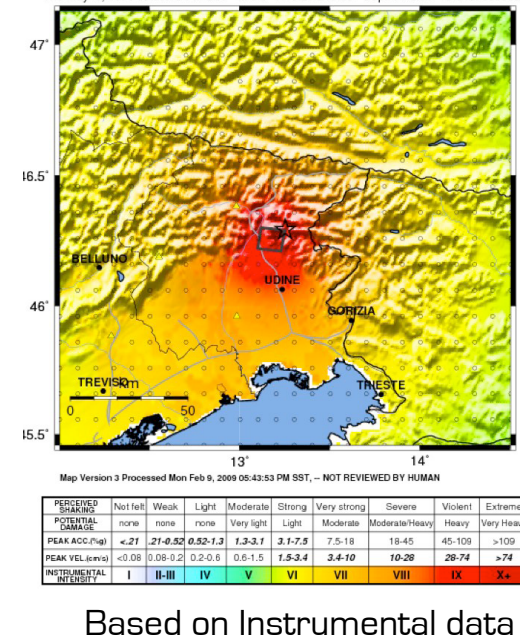 47°
46.5°
BELLUNO
UDINE
46°
GORIZIA
TREVISO
km
TRIESTE
0 50
45.5°
13° 14°
Map Version 3 Processed Mon Feb 9, 2009 05:43:53 PM SST, -- NOT REVIEWED BY HUMAN
PERCEIVED SHAKING Not felt Weak Light Moderate Strong Very strong Severe Violent Extreme
POTENTIAL DAMAGE none none none Very light Light Moderate Moderate/Heavy Heavy Very Heavy
PEAK ACC.(%g) <.21 .21-0.52 0.52-1.3 1.3-3.1 3.1-7.5 7.5-18 18-45 45-109 >109
PEAK VEL.(cm/s) <0.08 0.08-0.2 0.2-0.6 0.6-1.5 1.5-3.4 3.4-10 10-28 28-74 >74
INSTRUMENTAL INTENSITY I II-III IV V VI VII VIII IX X+
Based on Instrumental data